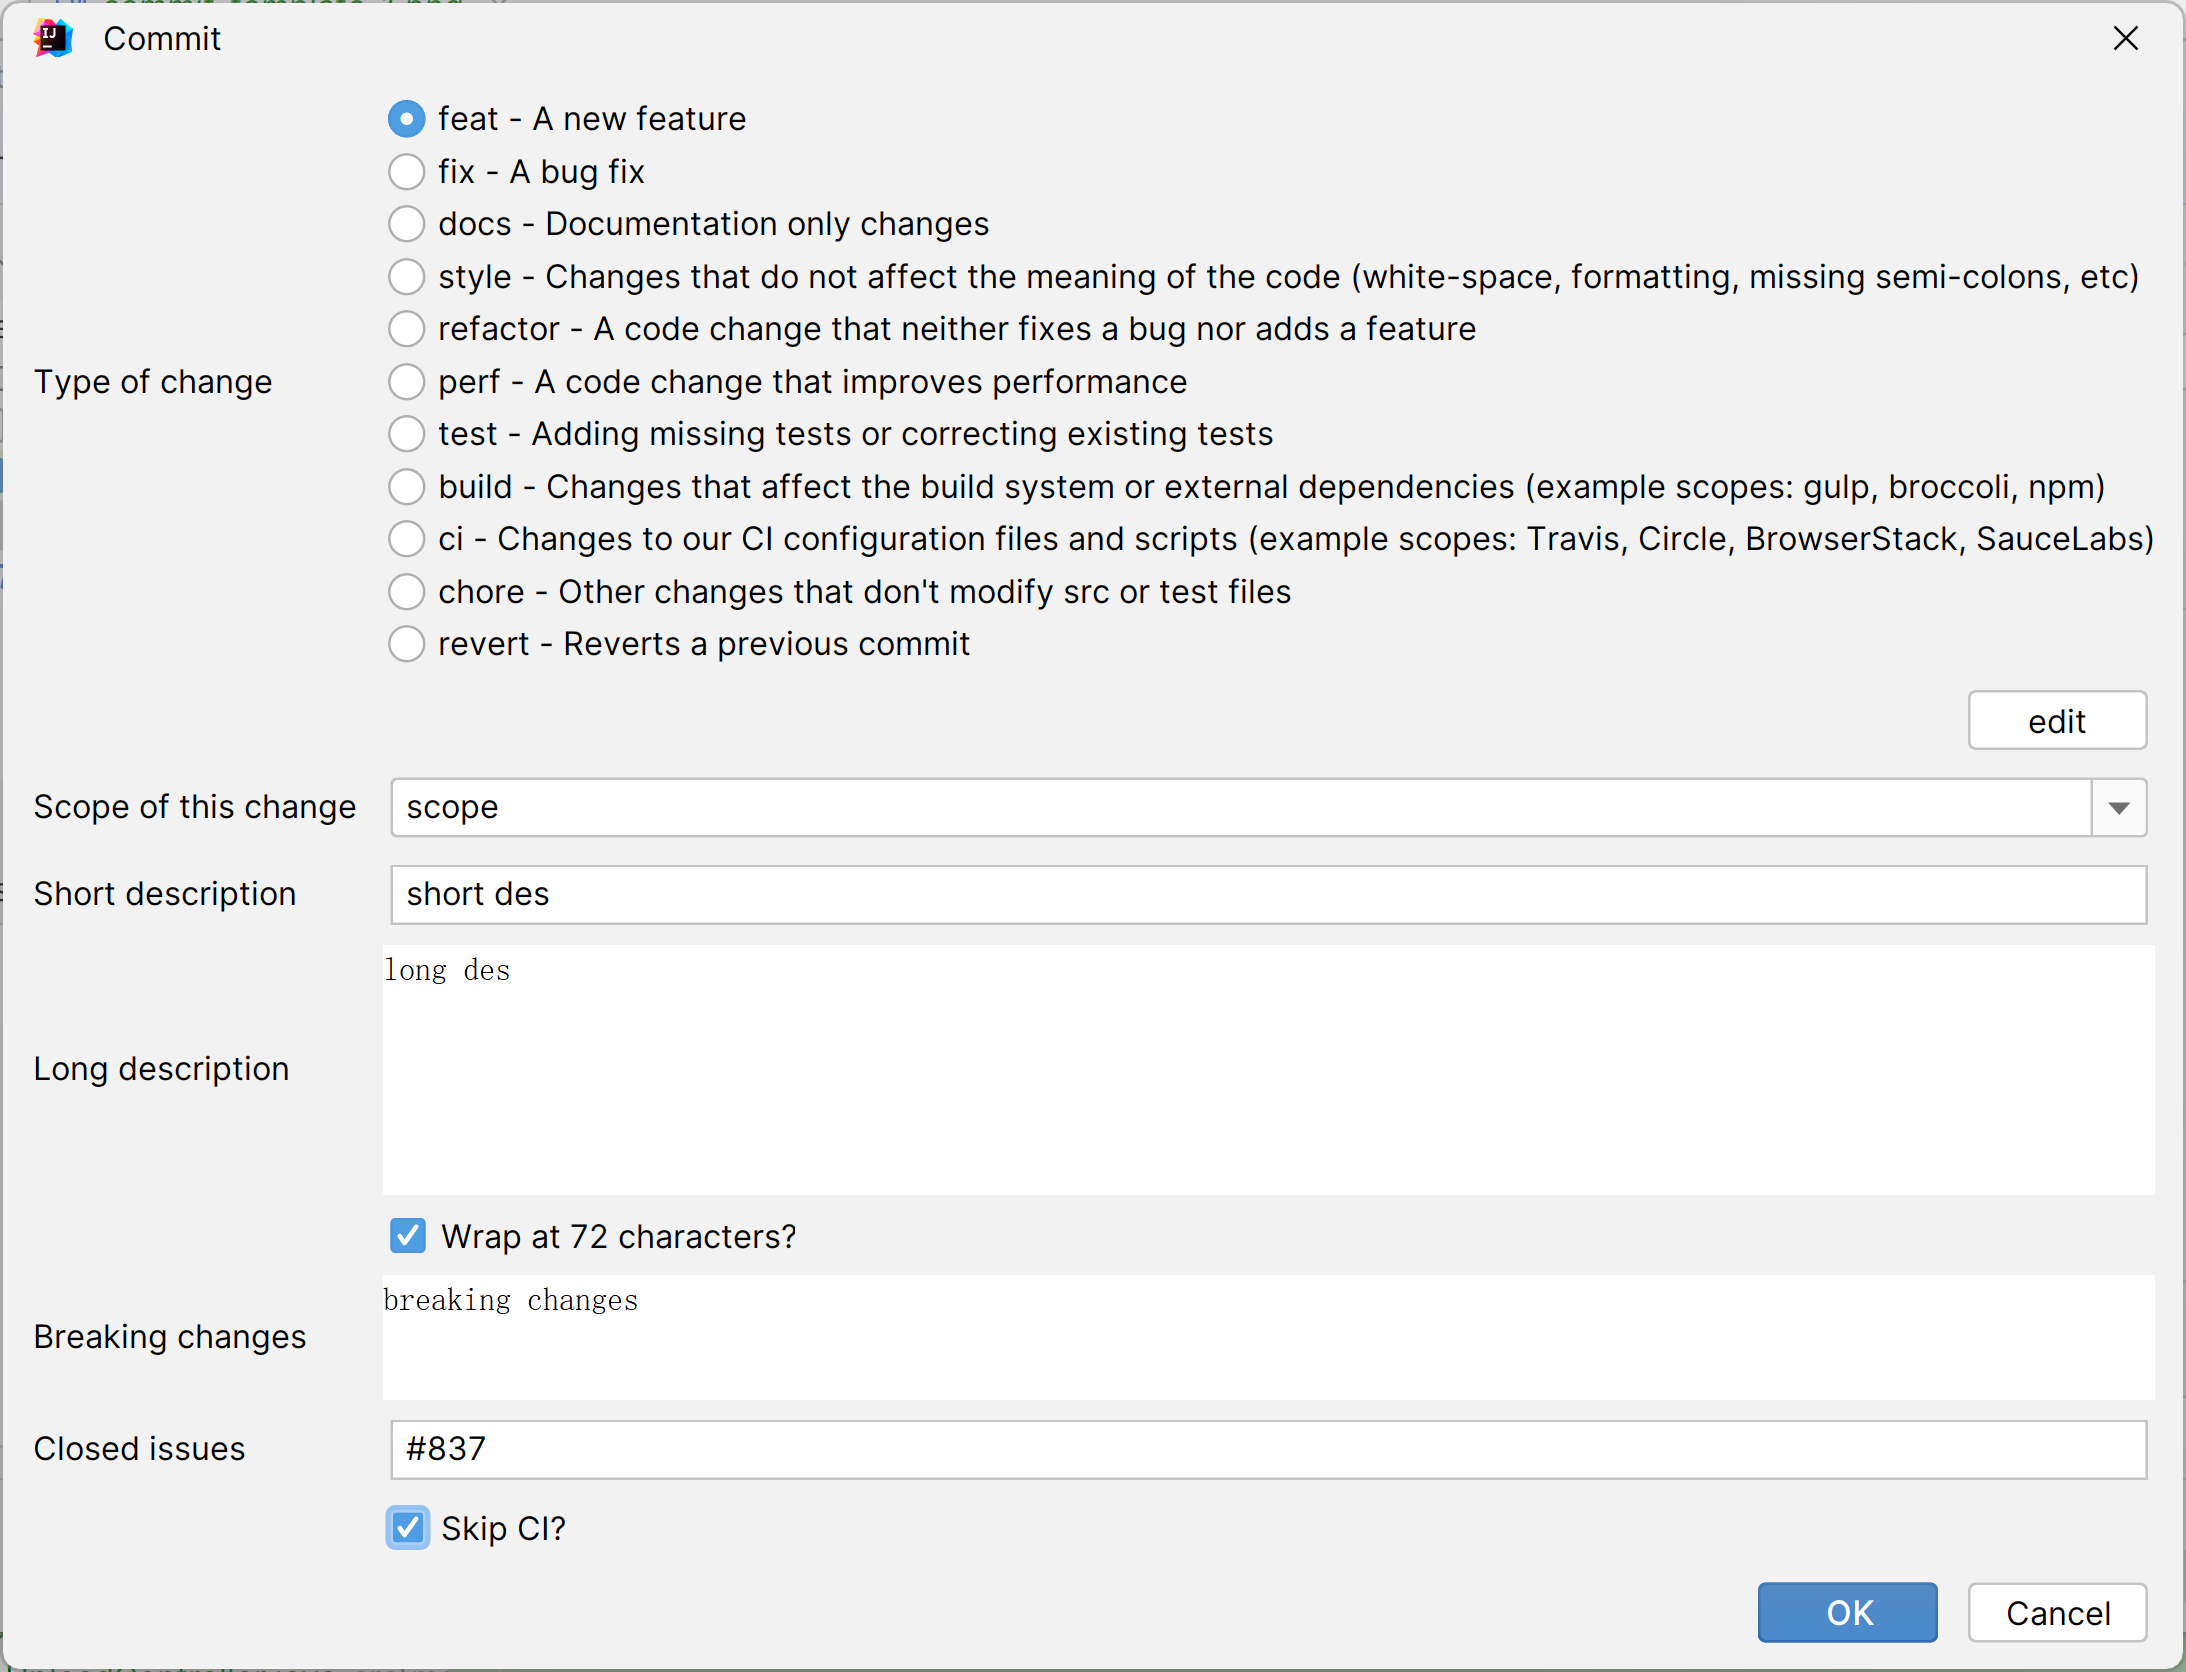 commit-template-1.png
IJ
Commit
feat - A new feature
fix - A bug fix
docs - Documentation only changes
style - Changes that do not affect the meaning of the code (white-space, formatting, missing semi-colons, etc)
refactor - A code change that neither fixes a bug nor adds a feature
Type of change
perf - A code change that improves performance
test - Adding missing tests or correcting existing tests
build - Changes that affect the build system or external dependencies (example scopes: gulp, broccoli, npm)
ci - Changes to our CI configuration files and scripts (example scopes: Travis, Circle, BrowserStack, SauceLabs)
chore - Other changes that don't modify src or test files
revert - Reverts a previous commit
edit
Scope of this change
scope
Short description
short des
long des
Long description
Wrap at 72 characters?
breaking changes
Breaking changes
Closed issues
#837
Skip CI?
OK
Cancel